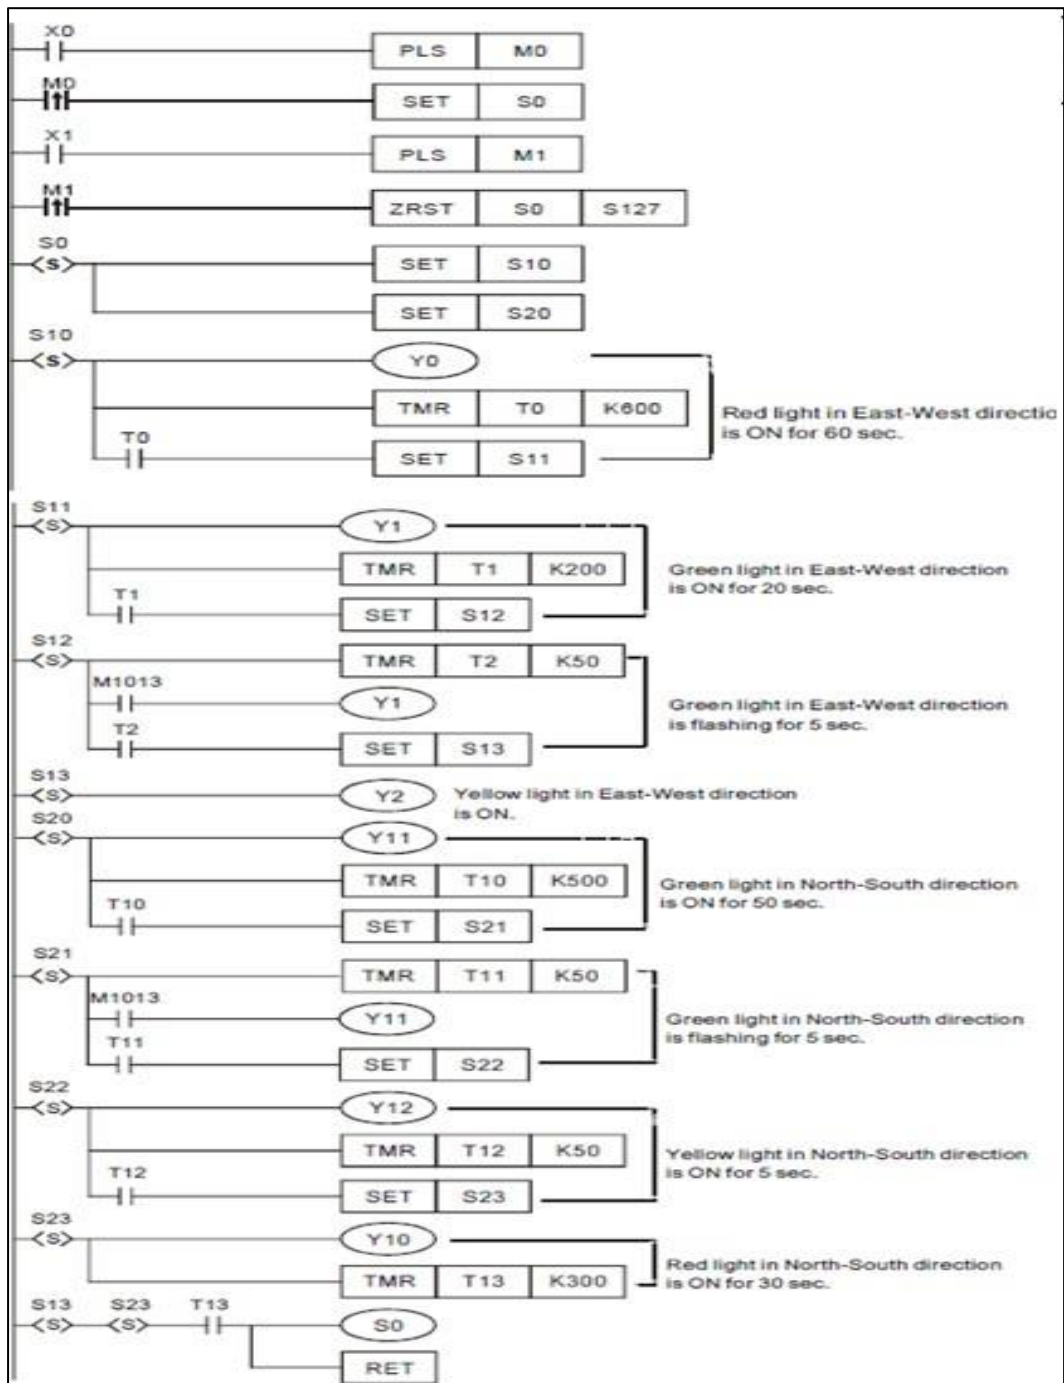 X0
PLS M0
M0
SET S0
X1
PLS M1
M1
ZRST S0 S127
S0
S
SET S10
SET S20
S10
S
Y0
TMR T0 K600
Red light in East-West directio
is ON for 60 sec.
T0
SET S11
S11
S
Y1
TMR T1 K200
Green light in East-West direction
is ON for 20 sec.
T1
SET S12
S12
S
TMR T2 K50
M1013
Y1
Green light in East-West direction
is flashing for 5 sec.
T2
SET S13
S13
S
Y2
Yellow light in East-West direction
is ON.
S20
S
Y11
TMR T10 K500
Green light in North-South direction
is ON for 50 sec.
T10
SET S21
S21
S
TMR T11 K50
M1013
Y11
Green light in North-South direction
is flashing for 5 sec.
T11
SET S22
S22
S
Y12
TMR T12 K50
Yellow light in North-South direction
is ON for 5 sec.
T12
SET S23
S23
S
Y10
Red light in North-South direction
is ON for 30 sec.
TMR T13 K300
S13 S23 T13
S S
S0
RET